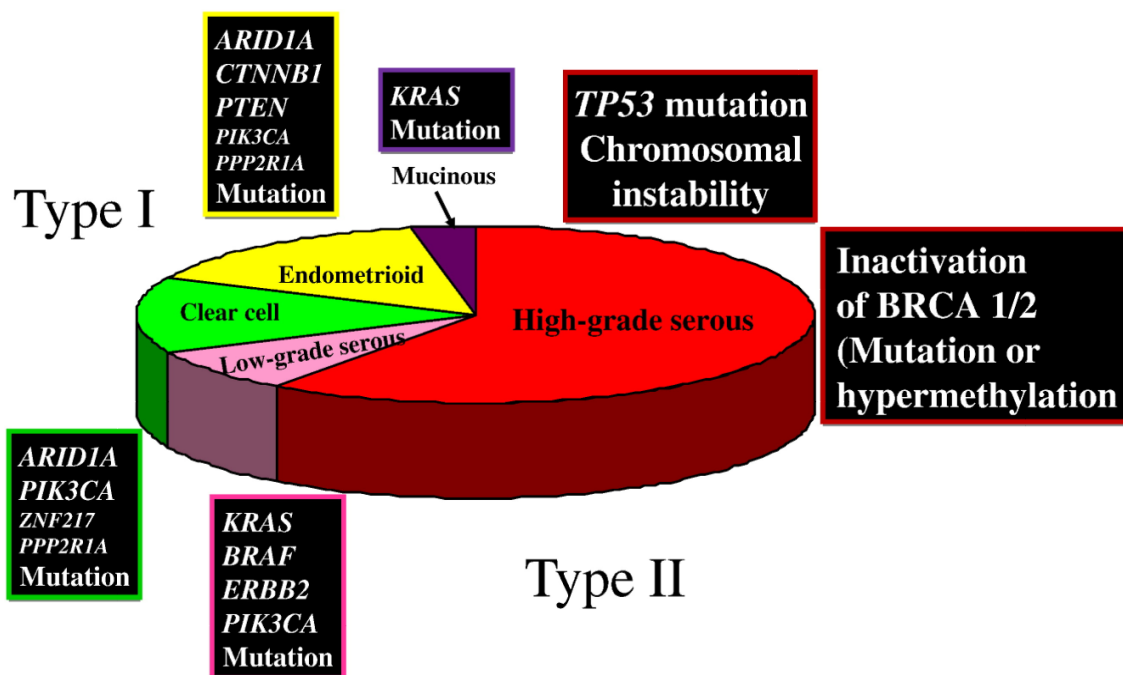 ARID1A
CTNNB1
PTEN
PIK3CA
PPP2R1A
Mutation
KRAS
Mutation
Mucinous
TP53 mutation
Chromosomal
instability
Type I
Endometrioid
Clear cell
Low-grade serous
High-grade serous
Inactivation
of BRCA 1/2
(Mutation or
hypermethylation
ARID1A
PIK3CA
ZNF217
PPP2R1A
Mutation
KRAS
BRAF
ERBB2
PIK3CA
Mutation
Type II